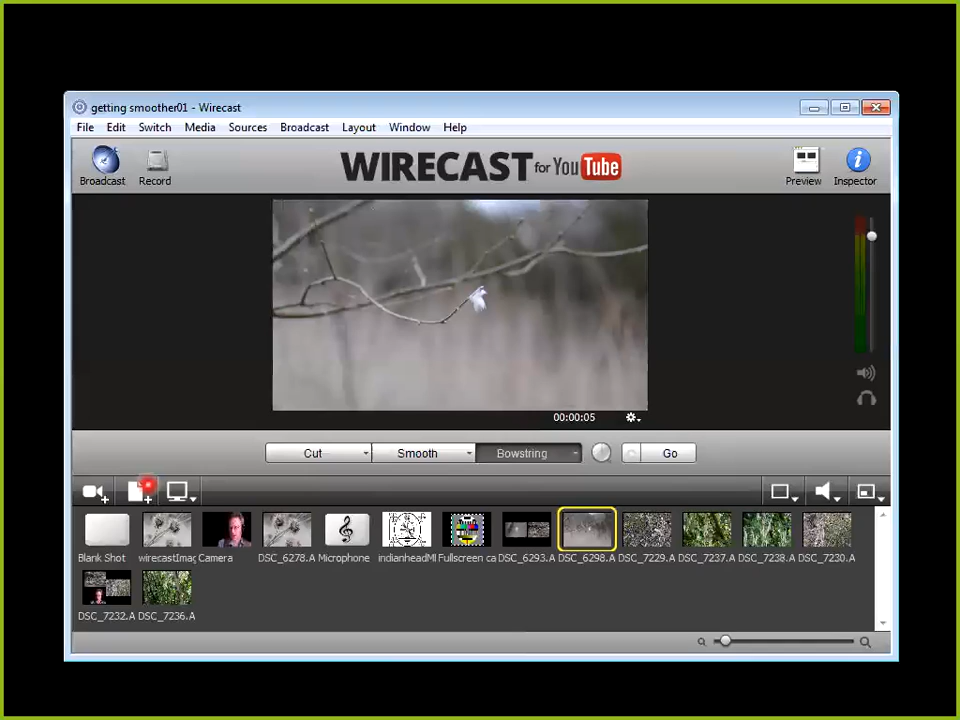 getting smoother01 - Wirecast
File Edit Switch Media Sources Broadcast Layout Window Help
Broadcast Record WIRECAST for YouTube Preview Inspector
00:00:05
Cut Smooth Bowstring Go
Blank Shot wirecastImag Camera DSC_6278.A Microphone indianheadMI Fullscreen ca DSC_6293.A DSC_6298.A DSC_7229.A DSC_7237.A DSC_7238.A DSC_7230.A
DSC_7232.A DSC_7236.A